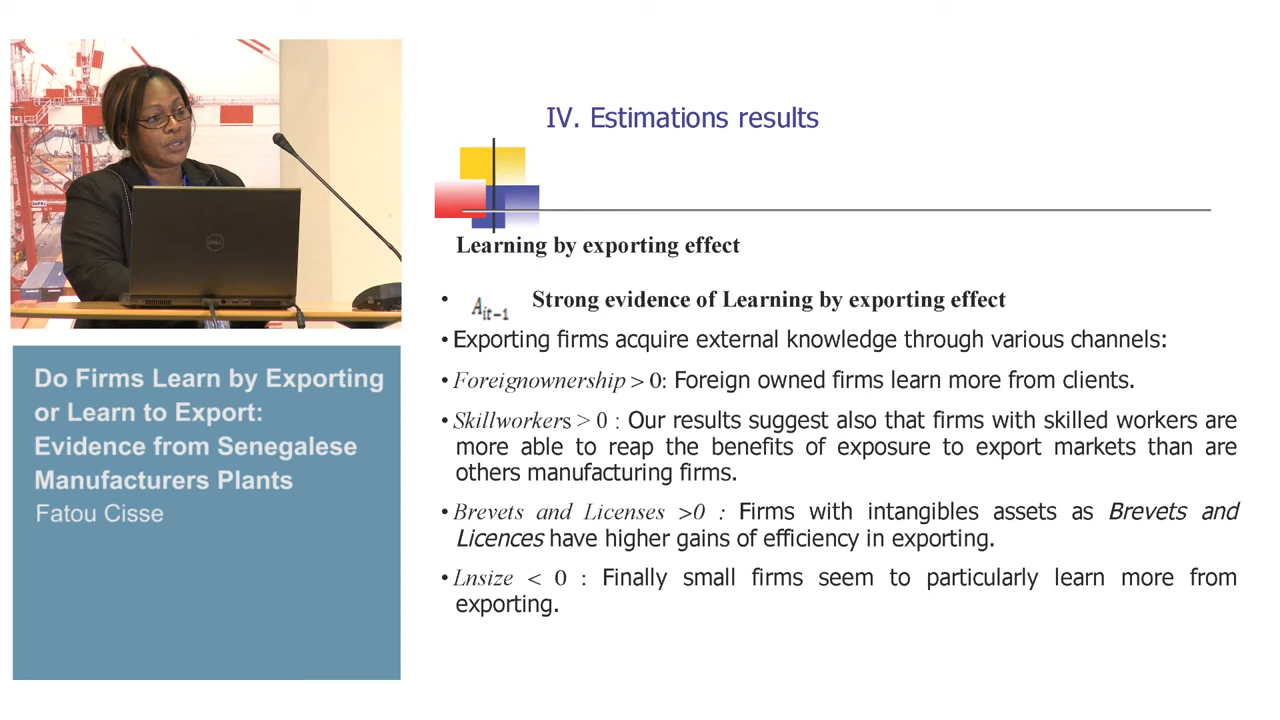 IV. Estimations results
Learning by exporting effect
• A_{it-1} Strong evidence of Learning by exporting effect
• Exporting firms acquire external knowledge through various channels:
• Foreignownership > 0: Foreign owned firms learn more from clients.
• Skillworkers > 0 : Our results suggest also that firms with skilled workers are
more able to reap the benefits of exposure to export markets than are
others manufacturing firms.
• Brevets and Licenses >0 : Firms with intangibles assets as Brevets and
Licences have higher gains of efficiency in exporting.
• Lnsize < 0 : Finally small firms seem to particularly learn more from
exporting.
Do Firms Learn by Exporting
or Learn to Export:
Evidence from Senegalese
Manufacturers Plants
Fatou Cisse
DELL